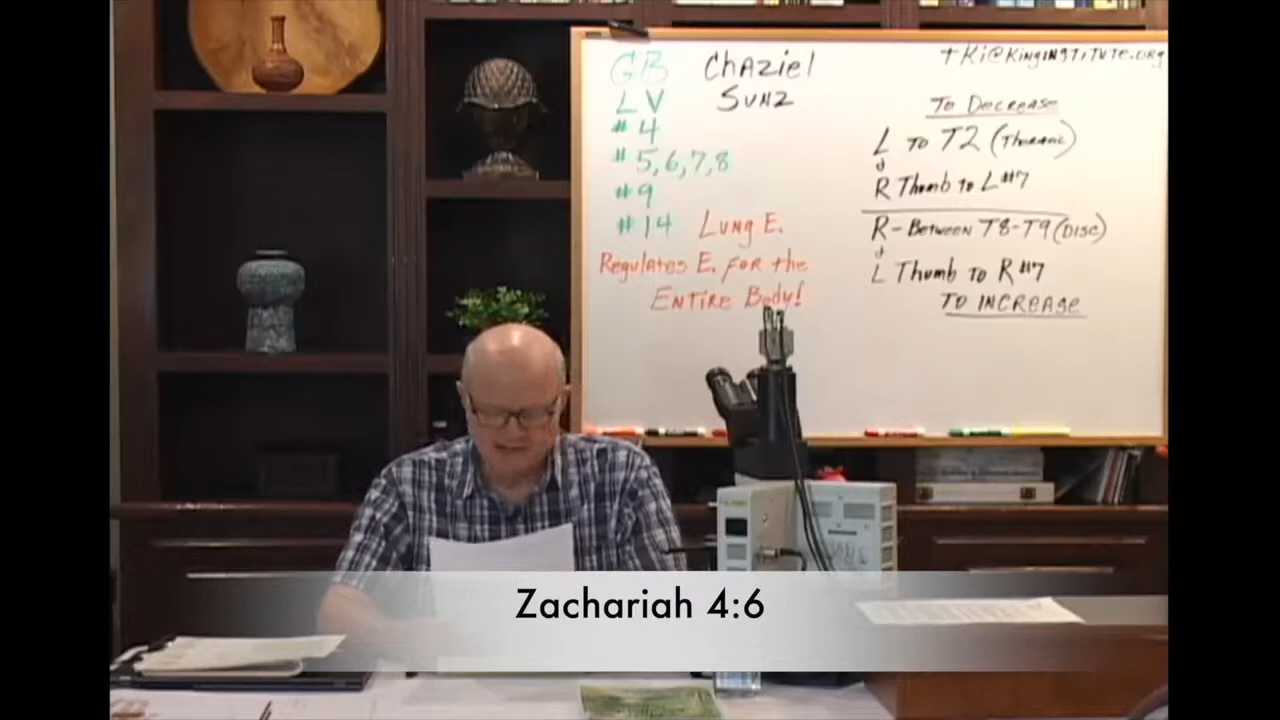 GB
LV
#4
#5,6,7,8
#9
#14 LUNG E.
Regulates E. FOR the
ENTIRE Body!
ChAziel
SUNZ
tKi@KINGINSTITUTE.ORG
TO DECREASE
L TO T2 (Thoracic)
R Thumb to L#7
R - BETWEEN T8-T9 (DISC)
L Thumb to R#7
TO INCREASE
Zachariah 4:6